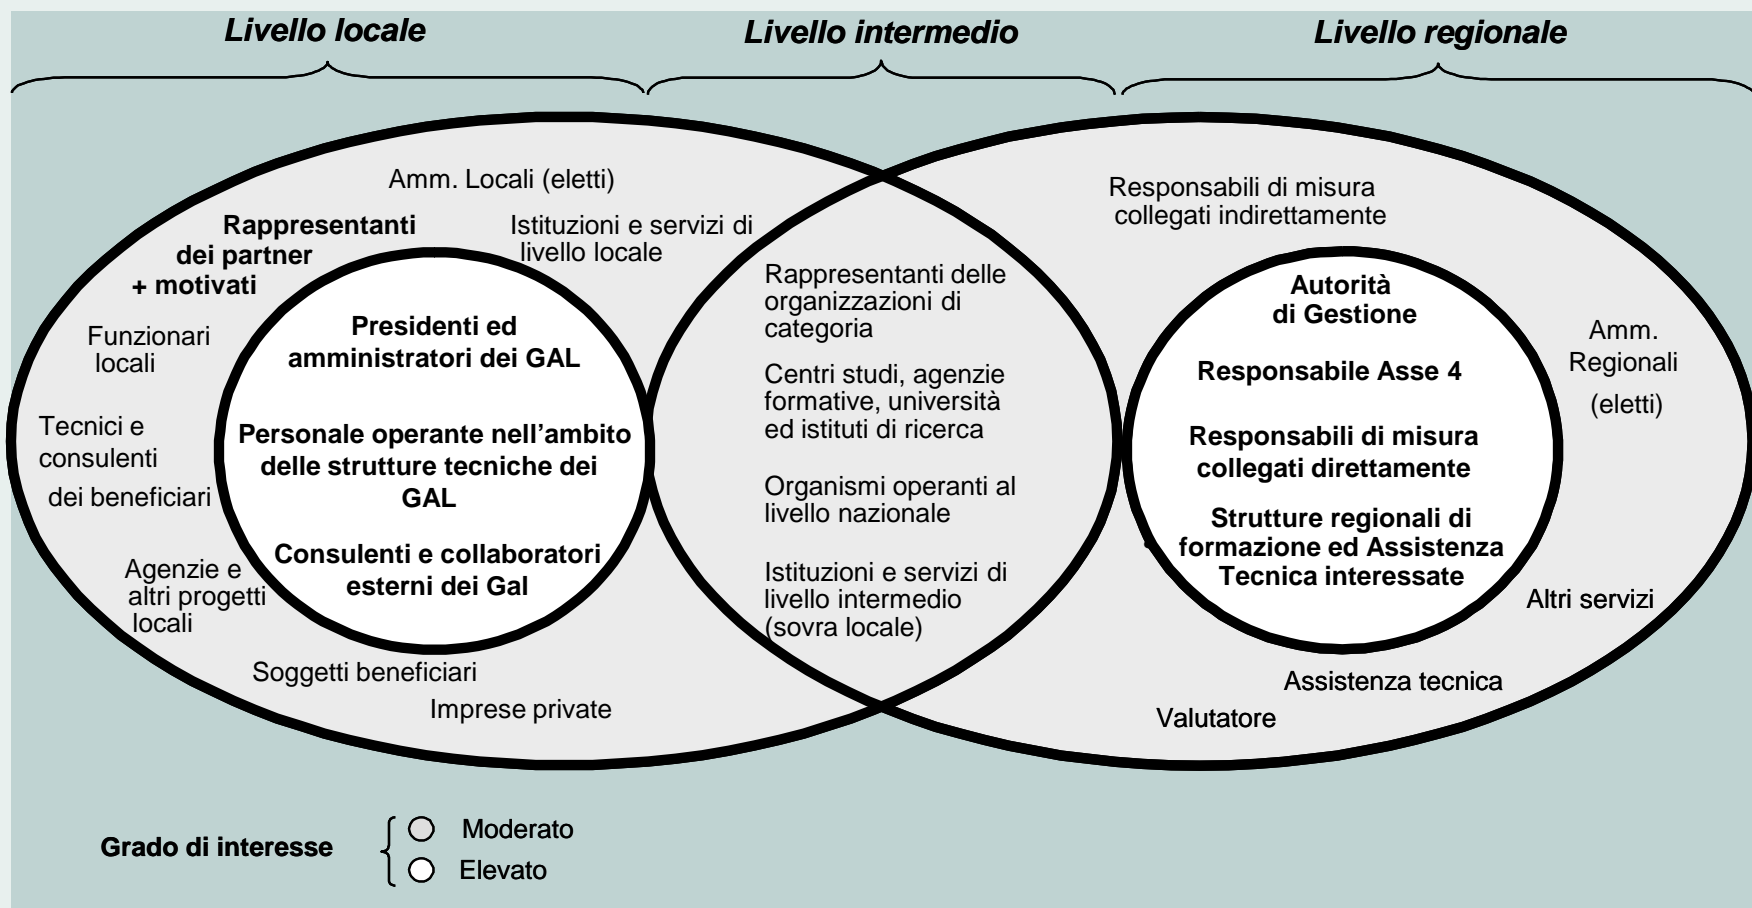 Livello locale
Livello intermedio
Livello regionale
Amm. Locali (eletti)
Rappresentanti
dei partner
+ motivati
Istituzioni e servizi di
livello locale
Funzionari
locali
Tecnici e
consulenti
dei beneficiari
Agenzie e
altri progetti
locali
Soggetti beneficiari
Imprese private
Presidenti ed
amministratori dei GAL
Personale operante nell’ambito
delle strutture tecniche dei
GAL
Consulenti e collaboratori
esterni dei Gal
Rappresentanti delle
organizzazioni di
categoria
Centri studi, agenzie
formative, università
ed istituti di ricerca
Organismi operanti al
livello nazionale
Istituzioni e servizi di
livello intermedio
(sovra locale)
Responsabili di misura
collegati indirettamente
Autorità
di Gestione
Responsabile Asse 4
Responsabili di misura
collegati direttamente
Strutture regionali di
formazione ed Assistenza
Tecnica interessate
Amm.
Regionali
(eletti)
Altri servizi
Assistenza tecnica
Valutatore
Grado di interesse
Moderato
Elevato